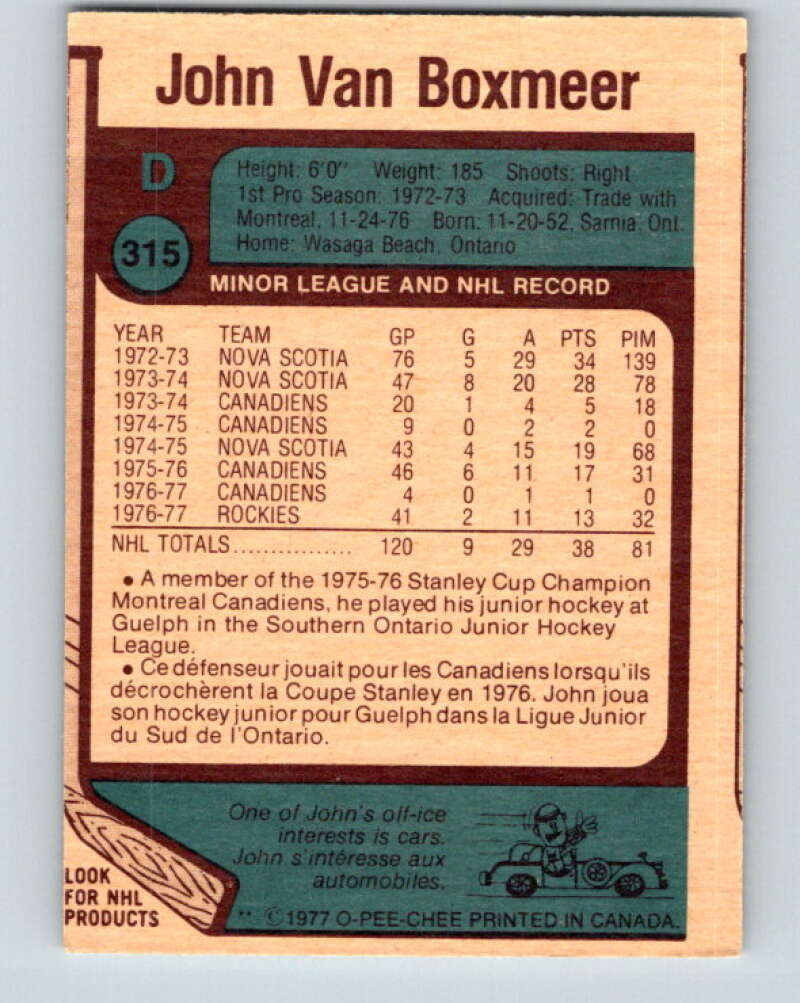 John Van Boxmeer
D
Height: 6'0" Weight: 185 Shoots: Right
1st Pro Season: 1972-73 Acquired: Trade with
Montreal, 11-24-76 Born: 11-20-52, Sarnia, Ont.
Home: Wasaga Beach, Ontario
315
MINOR LEAGUE AND NHL RECORD
YEAR TEAM GP G A PTS PIM
1972-73 NOVA SCOTIA 76 5 29 34 139
1973-74 NOVA SCOTIA 47 8 20 28 78
1973-74 CANADIENS 20 1 4 5 18
1974-75 CANADIENS 9 0 2 2 0
1974-75 NOVA SCOTIA 43 4 15 19 68
1975-76 CANADIENS 46 6 11 17 31
1976-77 CANADIENS 4 0 1 1 0
1976-77 ROCKIES 41 2 11 13 32
NHL TOTALS................ 120 9 29 38 81
• A member of the 1975-76 Stanley Cup Champion
Montreal Canadiens, he played his junior hockey at
Guelph in the Southern Ontario Junior Hockey
League.
• Ce défenseur jouait pour les Canadiens lorsqu'ils
décrochèrent la Coupe Stanley en 1976. John joua
son hockey junior pour Guelph dans la Ligue Junior
du Sud de l'Ontario.
One of John's off-ice
interests is cars.
John s'intéresse aux
automobiles.
LOOK
FOR NHL
PRODUCTS
** ©1977 O-PEE-CHEE PRINTED IN CANADA.